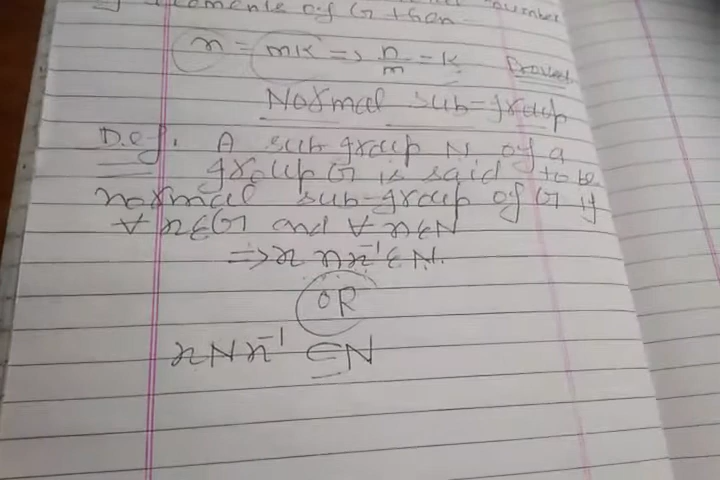 elements of G then
n = mk => n/m = k Proved
Normal sub-group
Def. A sub group N of a
group G is said to be
normal sub-group of G if
∀ x∈G and ∀ n∈N
=> x n x⁻¹ ∈ N.
OR
xNx⁻¹ ⊆N